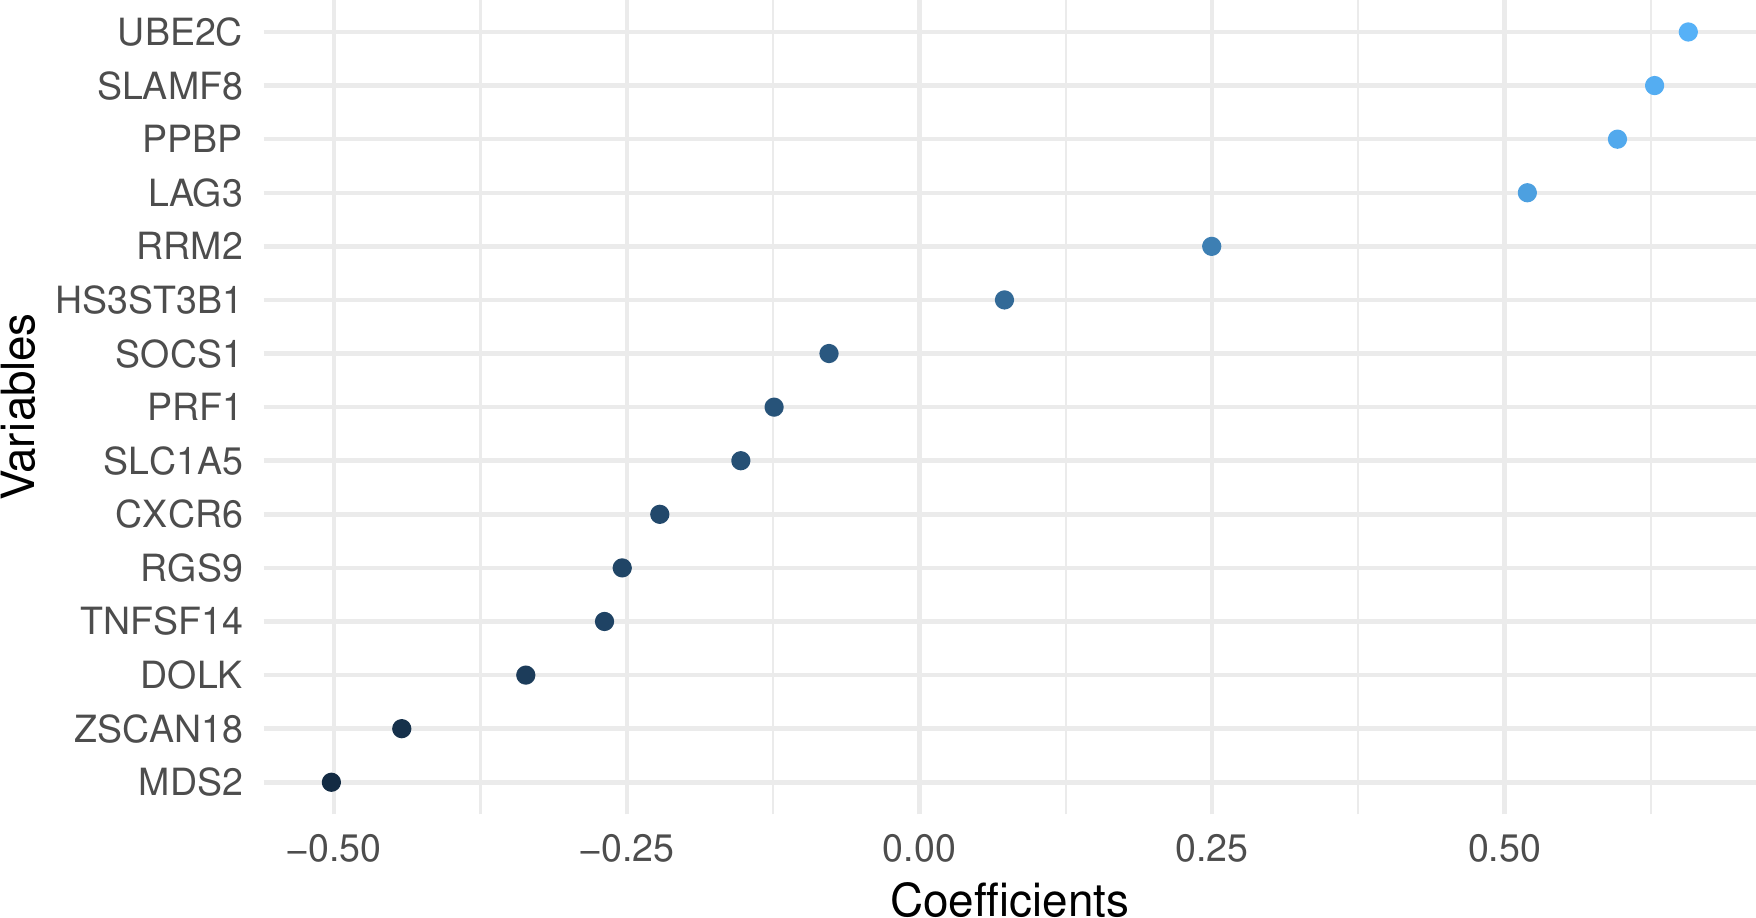 UBE2C
SLAMF8
PPBP
LAG3
RRM2
HS3ST3B1
SOCS1
PRF1
SLC1A5
CXCR6
RGS9
TNFSF14
DOLK
ZSCAN18
MDS2
Variables
−0.50 −0.25 0.00 0.25 0.50
Coefficients